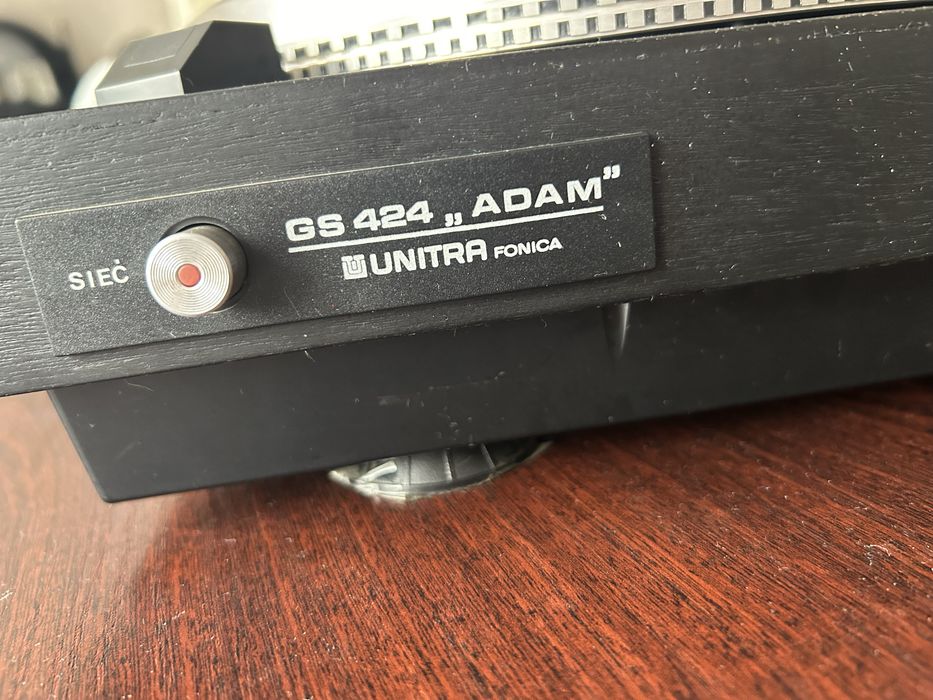 SIEĆ
GS 424 „ADAM”
UNITRA FONICA